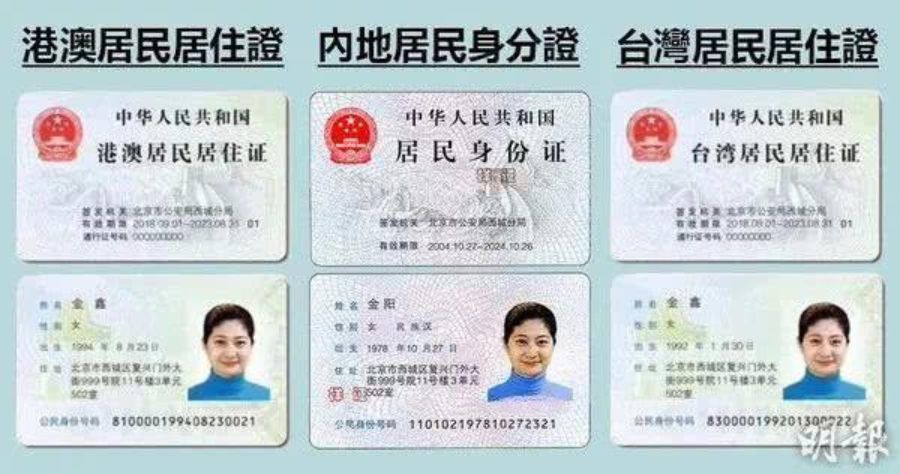 港澳居民居住證
中华人民共和国
港澳居民居住证
签发机关 北京市公安局西城分局
有效期限 2018.09.01-2023.08.31 01
通行证号码 000000000
姓名 金鑫
性别 女
出生 1994 年 8 月 23 日
住址 北京市西城区复兴门外大
街999号院11号楼3单元
502室
公民身份号码 810000199408230021
内地居民身分證
中华人民共和国
居民身份证
签发机关 北京市公安局西城分局
有效期限 2004.10.27-2024.10.26
姓名 金阳
性别 女 民族 汉
出生 1978 年 10 月 27 日
住址 北京市西城区复兴门外大
街999号院11号楼3单元
502室
公民身份号码 110102197810272321
台灣居民居住證
中华人民共和国
台湾居民居住证
签发机关 北京市公安局西城分局
有效期限 2018.09.01-2023.08.31 01
通行证号码 00000000
姓名 金鑫
性别 女
出生 1992 年 1 月 30 日
住址 北京市西城区复兴门外大
街999号院11号楼3单元
502室
公民身份号码 830000199201300022
明報